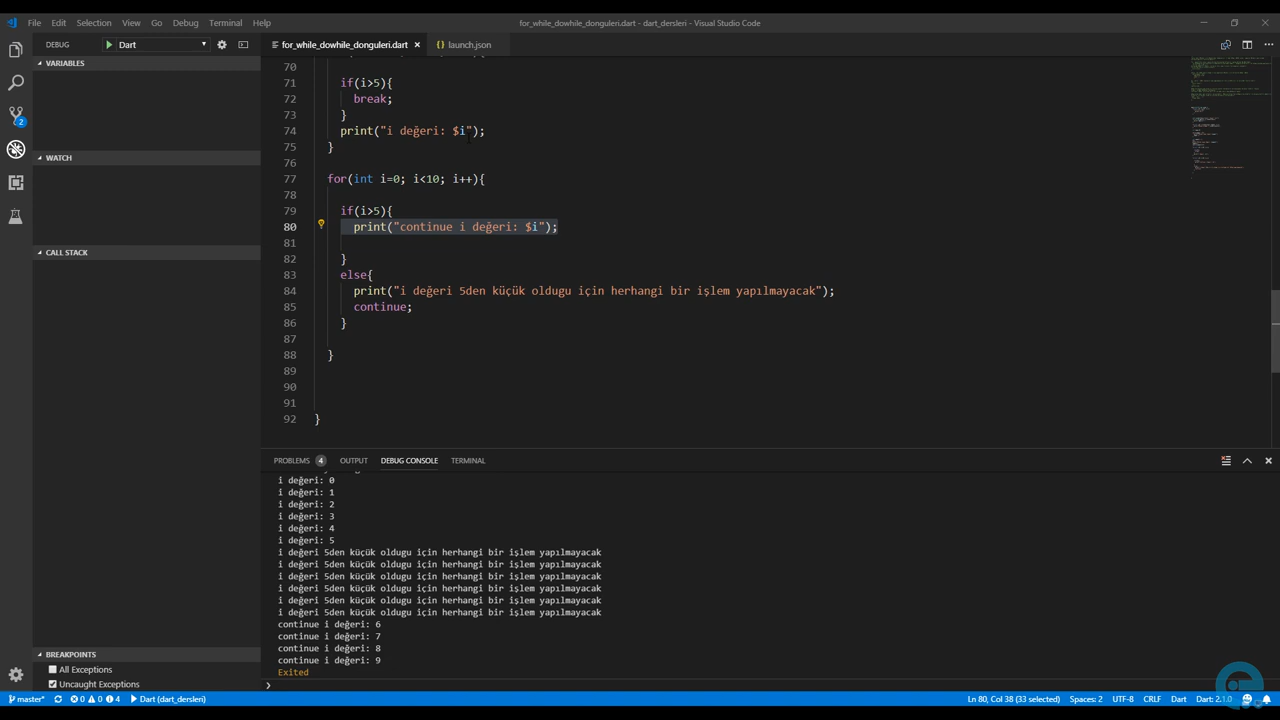 File Edit Selection View Go Debug Terminal Help
for_while_dowhile_donguleri.dart - dart_dersleri - Visual Studio Code
DEBUG Dart
for_while_dowhile_donguleri.dart
launch.json
VARIABLES
WATCH
CALL STACK
BREAKPOINTS
All Exceptions
Uncaught Exceptions
2
70
71 if(i>5){
72 break;
73 }
74 print("i değeri: $i");
75 }
76
77 for(int i=0; i<10; i++){
78
79 if(i>5){
80 print("continue i değeri: $i");
81
82 }
83 else{
84 print("i değeri 5den küçük oldugu için herhangi bir işlem yapılmayacak");
85 continue;
86 }
87
88 }
89
90
91
92 }
PROBLEMS 4 OUTPUT DEBUG CONSOLE TERMINAL
i değeri: 0
i değeri: 1
i değeri: 2
i değeri: 3
i değeri: 4
i değeri: 5
i değeri 5den küçük oldugu için herhangi bir işlem yapılmayacak
i değeri 5den küçük oldugu için herhangi bir işlem yapılmayacak
i değeri 5den küçük oldugu için herhangi bir işlem yapılmayacak
i değeri 5den küçük oldugu için herhangi bir işlem yapılmayacak
i değeri 5den küçük oldugu için herhangi bir işlem yapılmayacak
i değeri 5den küçük oldugu için herhangi bir işlem yapılmayacak
continue i değeri: 6
continue i değeri: 7
continue i değeri: 8
continue i değeri: 9
Exited
master* 0 0 4 Dart (dart_dersleri) Ln 80, Col 38 (33 selected) Spaces: 2 UTF-8 CRLF Dart Dart: 2.1.0